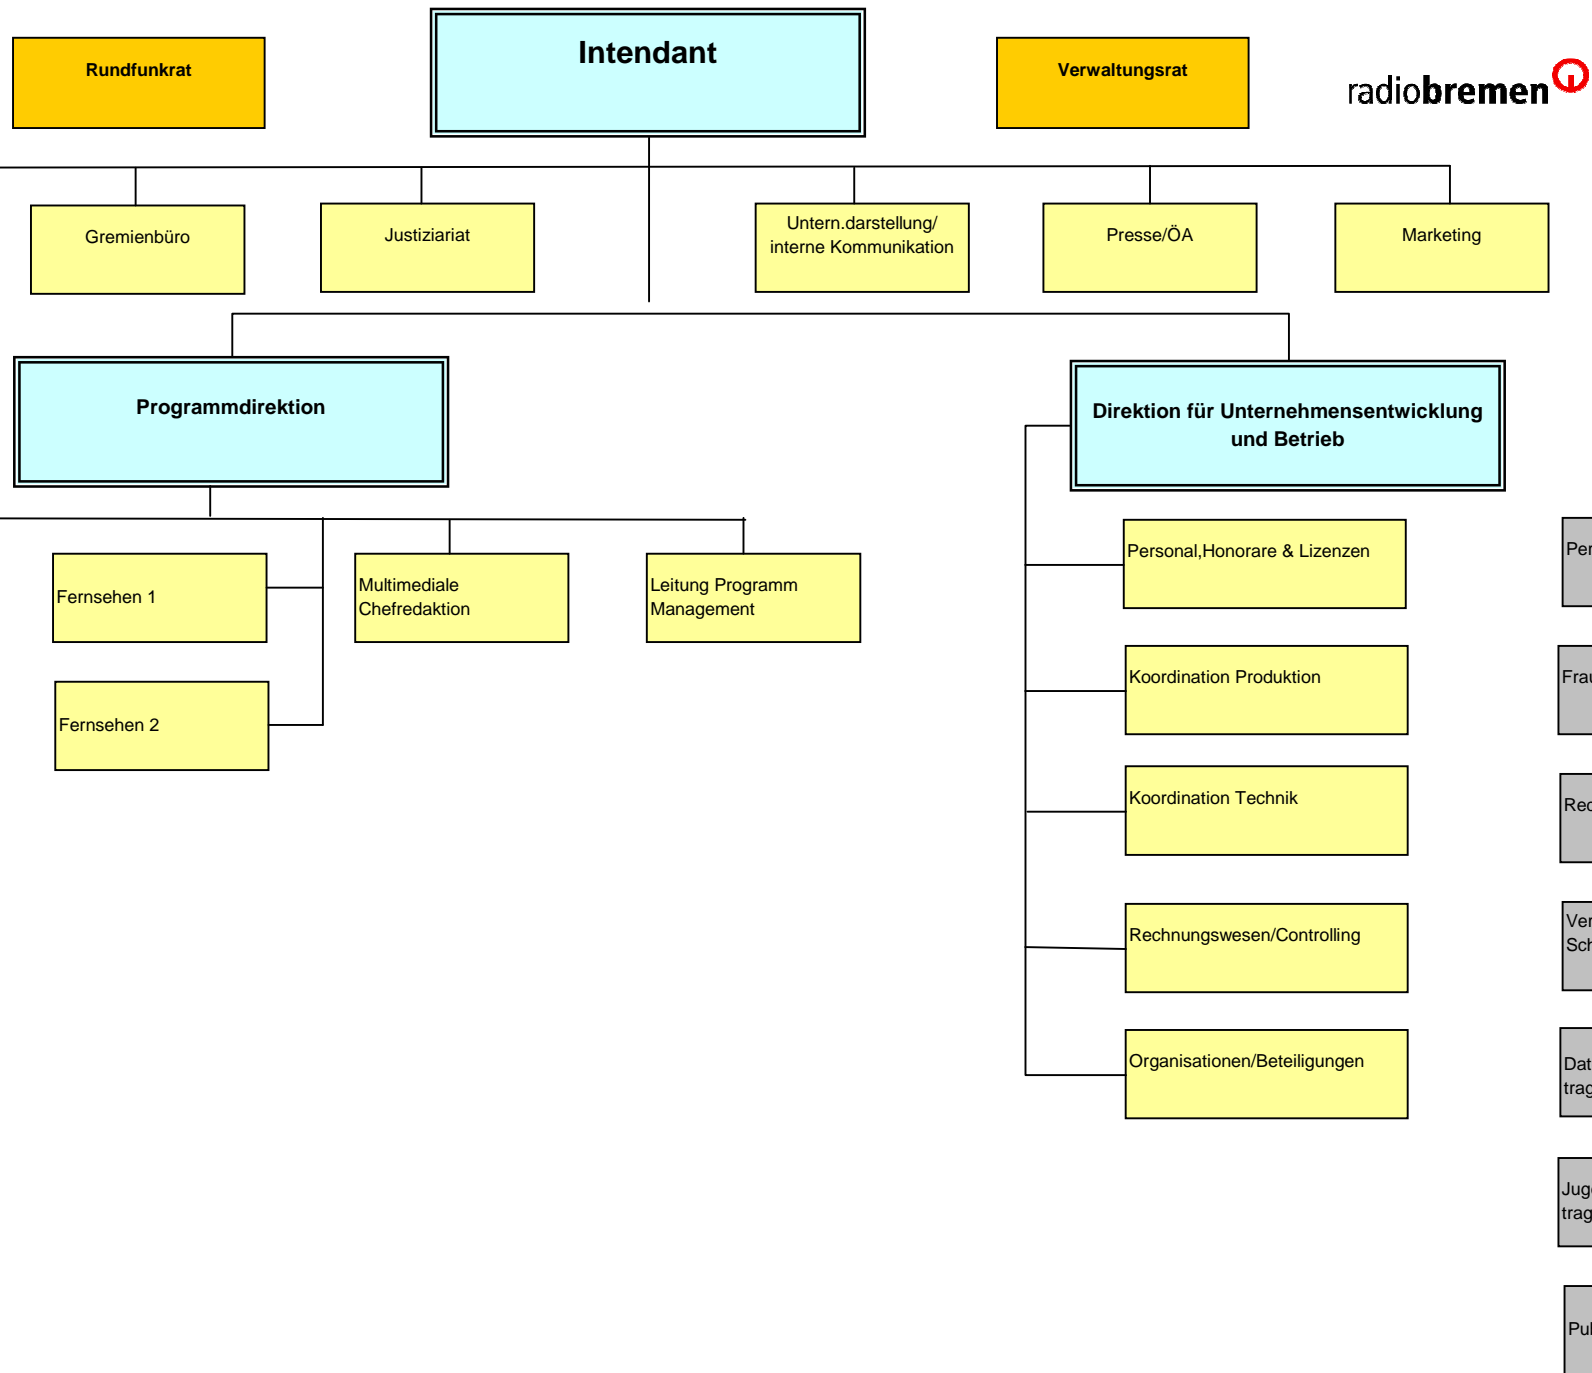 Intendant
Rundfunkrat
Verwaltungsrat
radiobremen
Gremienbüro
Justiziariat
Untern.darstellung/
interne Kommunikation
Presse/ÖA
Marketing
Programmdirektion
Direktion für Unternehmensentwicklung
und Betrieb
Fernsehen 1
Multimediale
Chefredaktion
Leitung Programm
Management
Fernsehen 2
Personal,Honorare & Lizenzen
Koordination Produktion
Koordination Technik
Rechnungswesen/Controlling
Organisationen/Beteiligungen